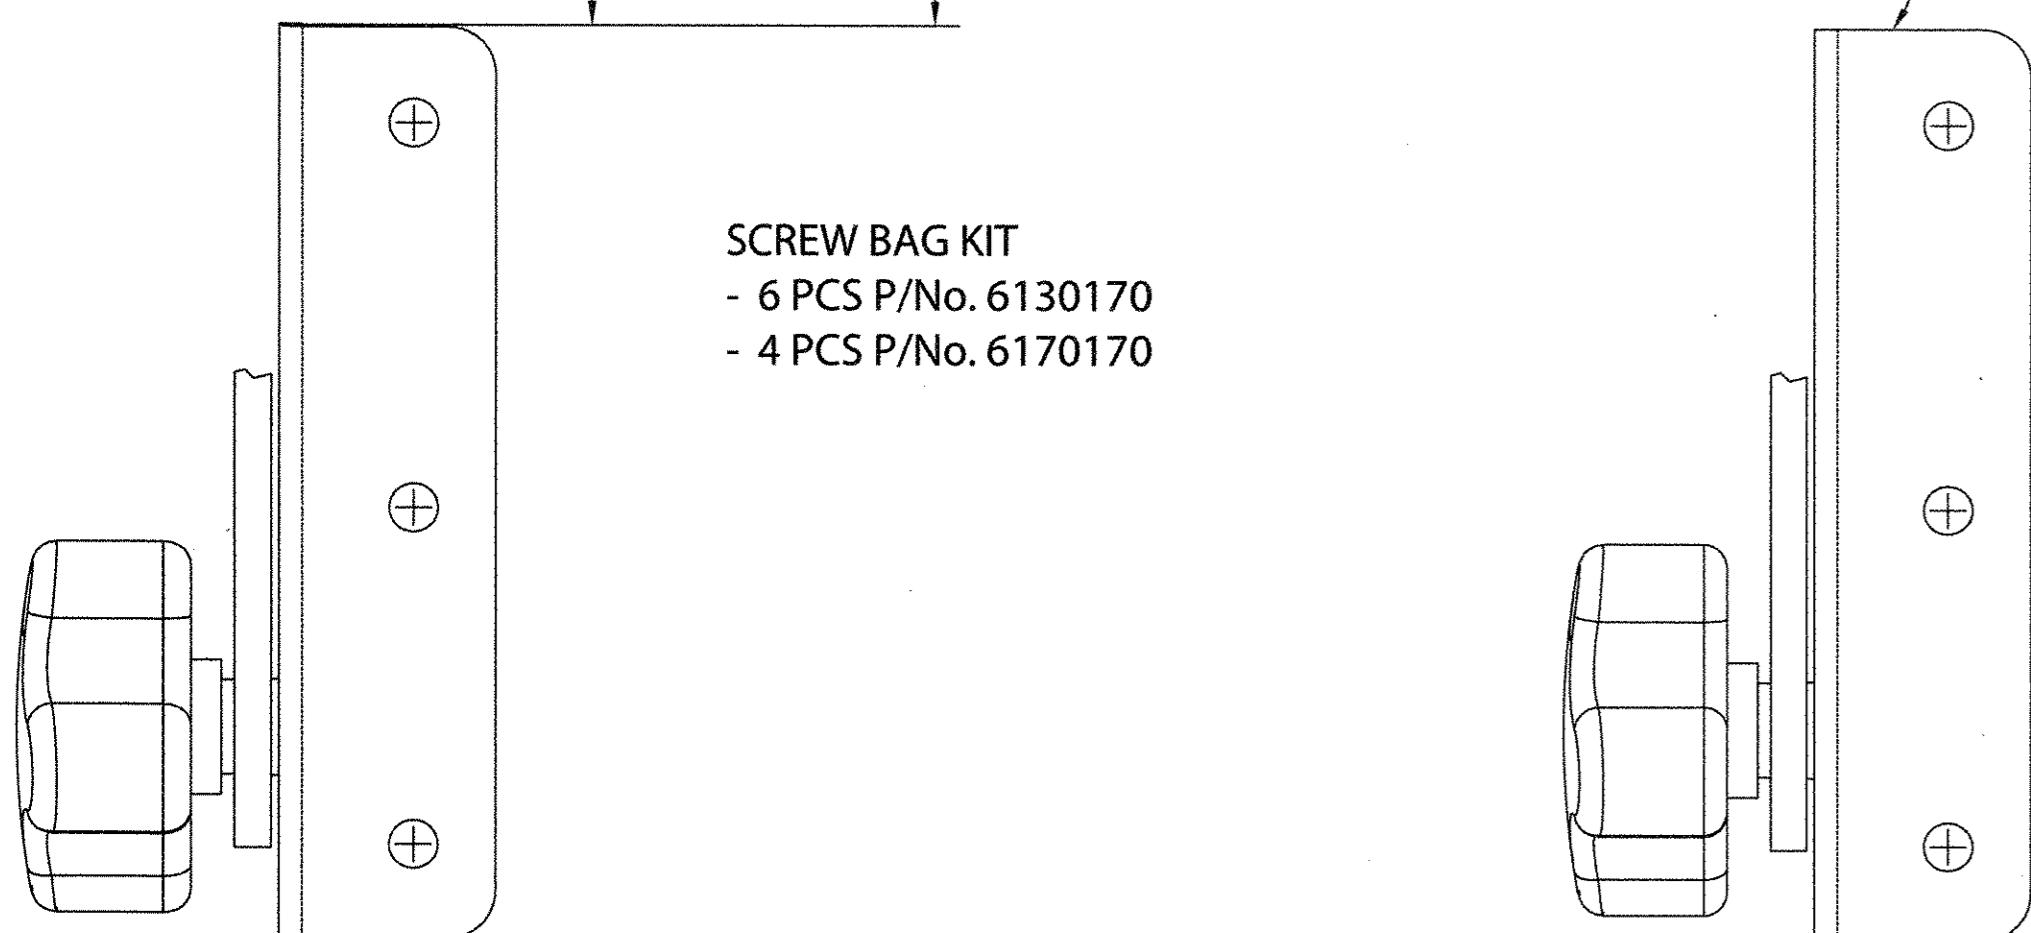 SCREW BAG KIT
- 6 PCS P/No. 6130170
- 4 PCS P/No. 6170170